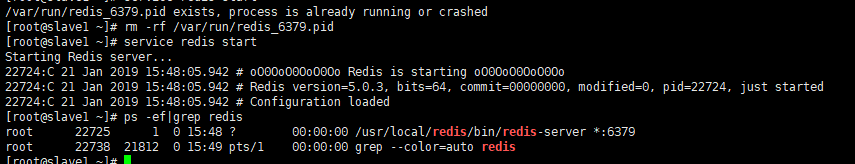 /var/run/redis_6379.pid exists, process is already running or crashed
[root@slave1 ~]# rm -rf /var/run/redis_6379.pid
[root@slave1 ~]# service redis start
Starting Redis server...
22724:C 21 Jan 2019 15:48:05.942 # oO0OoO0OoO0Oo Redis is starting oO0OoO0OoO0Oo
22724:C 21 Jan 2019 15:48:05.942 # Redis version=5.0.3, bits=64, commit=00000000, modified=0, pid=22724, just started
22724:C 21 Jan 2019 15:48:05.942 # Configuration loaded
[root@slave1 ~]# ps -ef|grep redis
root 22725 1 0 15:48 ? 00:00:00 /usr/local/redis/bin/redis-server *:6379
root 22738 21812 0 15:49 pts/1 00:00:00 grep --color=auto redis
[root@slave1 ~]#